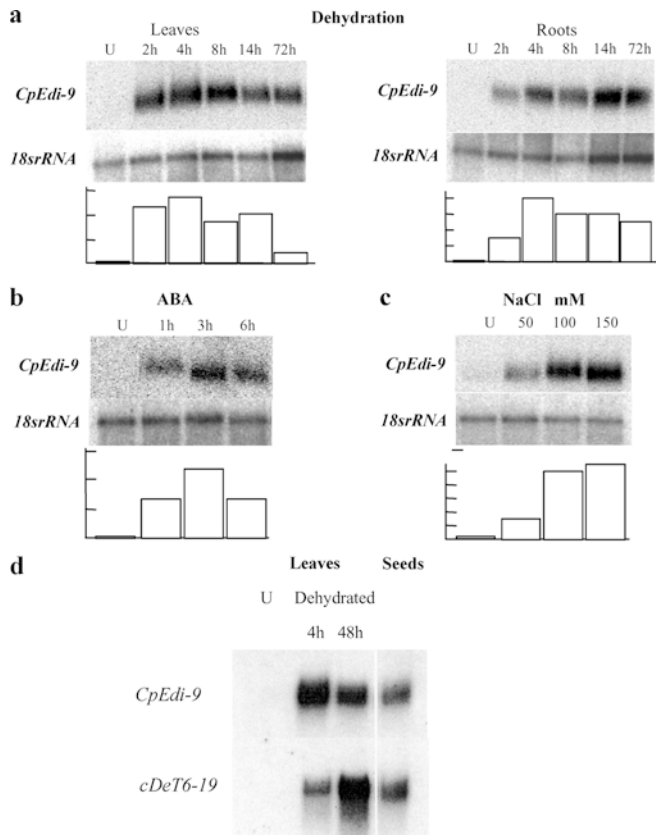 a Dehydration
Leaves Roots
U 2h 4h 8h 14h 72h U 2h 4h 8h 14h 72h
CpEdi-9 CpEdi-9
18srRNA 18srRNA
b ABA c NaCl mM
U 1h 3h 6h U 50 100 150
CpEdi-9 CpEdi-9
18srRNA 18srRNA
d Leaves Seeds
U Dehydrated
4h 48h
CpEdi-9
cDeT6-19